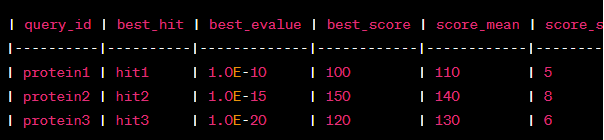 | query_id | best_hit | best_evalue | best_score | score_mean | score_s
|----------|----------|-------------|------------|------------|--------
| protein1 | hit1 | 1.0E-10 | 100 | 110 | 5
| protein2 | hit2 | 1.0E-15 | 150 | 140 | 8
| protein3 | hit3 | 1.0E-20 | 120 | 130 | 6